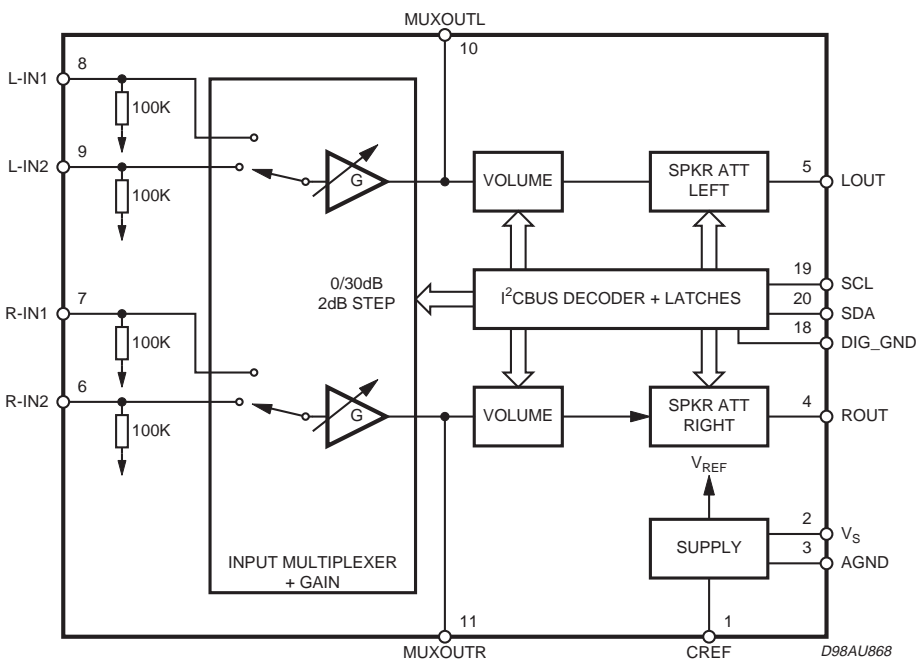 MUXOUTL
10
L-IN1
8
100K
L-IN2
9
100K
G
VOLUME
SPKR ATT
LEFT
5
LOUT
0/30dB
2dB STEP
I²CBUS DECODER + LATCHES
19
SCL
20
SDA
18
DIG_GND
R-IN1
7
100K
R-IN2
6
100K
G
VOLUME
SPKR ATT
RIGHT
4
ROUT
VREF
SUPPLY
2
VS
3
AGND
INPUT MULTIPLEXER
+ GAIN
11
MUXOUTR
1
CREF
D98AU868